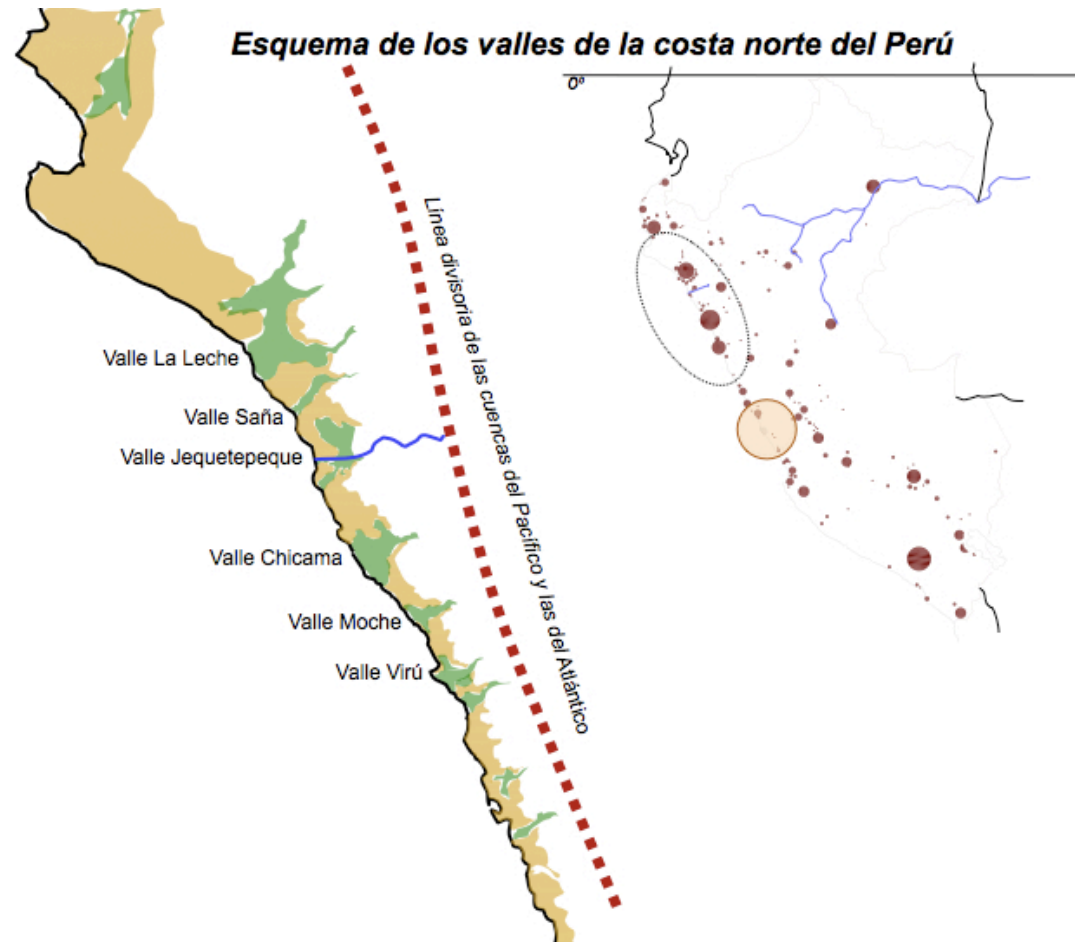 Esquema de los valles de la costa norte del Perú
0º
Línea divisoria de las cuencas del Pacífico y las del Atlántico
Valle La Leche
Valle Saña
Valle Jequetepeque
Valle Chicama
Valle Moche
Valle Virú